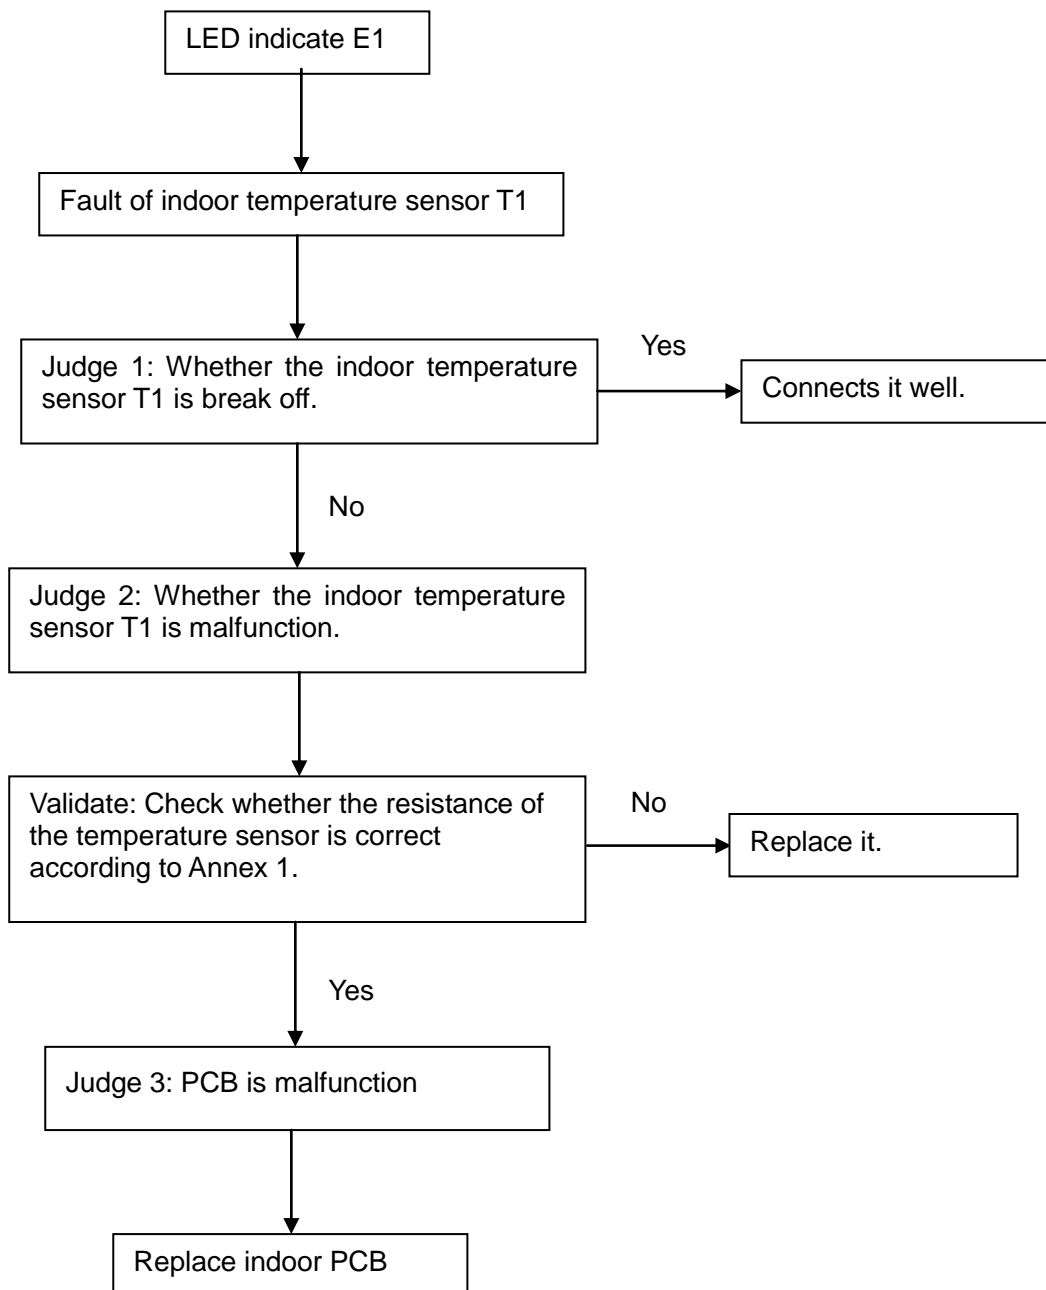 LED indicate E1
Fault of indoor temperature sensor T1
Judge 1: Whether the indoor temperature
sensor T1 is break off.
Yes
Connects it well.
No
Judge 2: Whether the indoor temperature
sensor T1 is malfunction.
Validate: Check whether the resistance of
the temperature sensor is correct
according to Annex 1.
No
Replace it.
Yes
Judge 3: PCB is malfunction
Replace indoor PCB